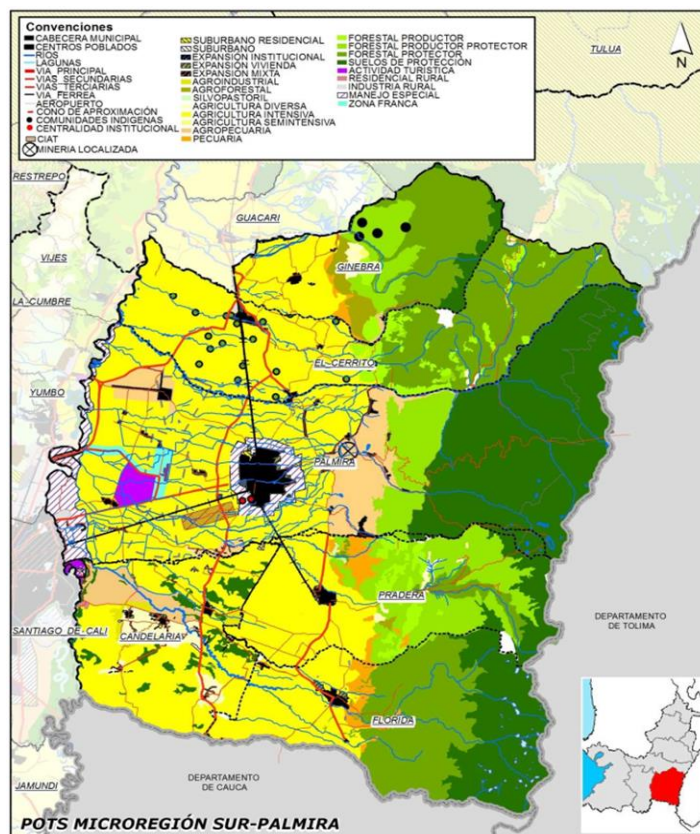 Convenciones
CABECERA MUNICIPAL
CENTROS POBLADOS
RÍOS
LAGUNAS
VIA PRINCIPAL
VIAS SECUNDARIAS
VIAS TERCIARIAS
VIA FERREA
AEROPUERTO
CONO DE APROXIMACIÓN
COMUNIDADES INDIGENAS
CENTRALIDAD INSTITUCIONAL
CIAT
MINERIA LOCALIZADA
SUBURBANO RESIDENCIAL
SUBURBANO
EXPANSIÓN INSTITUCIONAL
EXPANSIÓN VIVIENDA
EXPANSIÓN MIXTA
AGROINDUSTRIAL
AGROFORESTAL
SILVOPASTORIL
AGRICULTURA DIVERSA
AGRICULTURA INTENSIVA
AGRICULTURA SEMINTENSIVA
AGROPECUARIA
PECUARIA
FORESTAL PRODUCTOR
FORESTAL PRODUCTOR PROTECTOR
FORESTAL PROTECTOR
SUELOS DE PROTECCIÓN
ACTIVIDAD TURISTICA
RESIDENCIAL RURAL
INDUSTRIA RURAL
MANEJO ESPECIAL
ZONA FRANCA
TULUA
N
RESTREPO
GUACARI
VIJES
GINEBRA
LA CUMBRE
EL CERRITO
YUMBO
PALMIRA
PRADERA
DEPARTAMENTO
DE TOLIMA
SANTIAGO DE CALI
CANDELARIA
FLORIDA
DEPARTAMENTO
DE CAUCA
JAMUNDI
POTS MICROREGIÓN SUR-PALMIRA